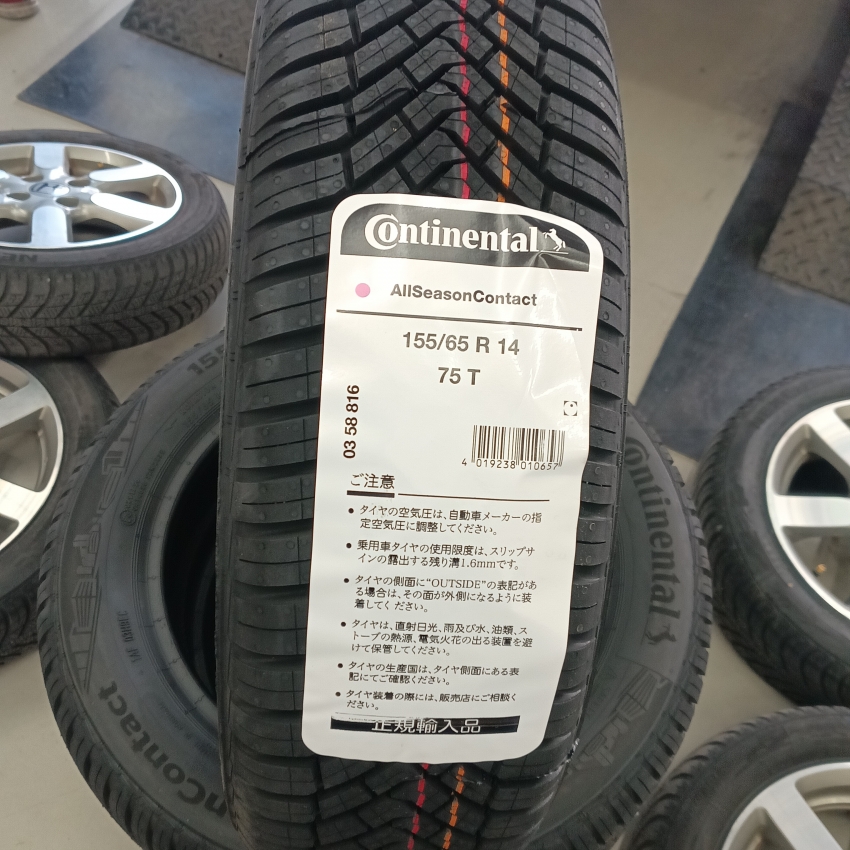 Continental
AllSeasonContact
155/65 R 14
75 T
03 58 816
4 019238 010657
ご注意
• タイヤの空気圧は、自動車メーカーの指
定空気圧に調整してください。
• 乗用車タイヤの使用限度は、スリップサ
インの露出する残り溝1.6mmです。
• タイヤの側面に“OUTSIDE”の表記があ
る場合は、その面が外側になるように装
着してください。
• タイヤは、直射日光、雨及び水、油類、ス
トーブの熱源、電気火花の出る装置を避
けて保管してください。
• タイヤの生産国は、タイヤ側面にある表
記にてご確認ください。
• タイヤ装着の際には、販売店にご相談く
ださい。
正規輸入品
Continental
nContact
155